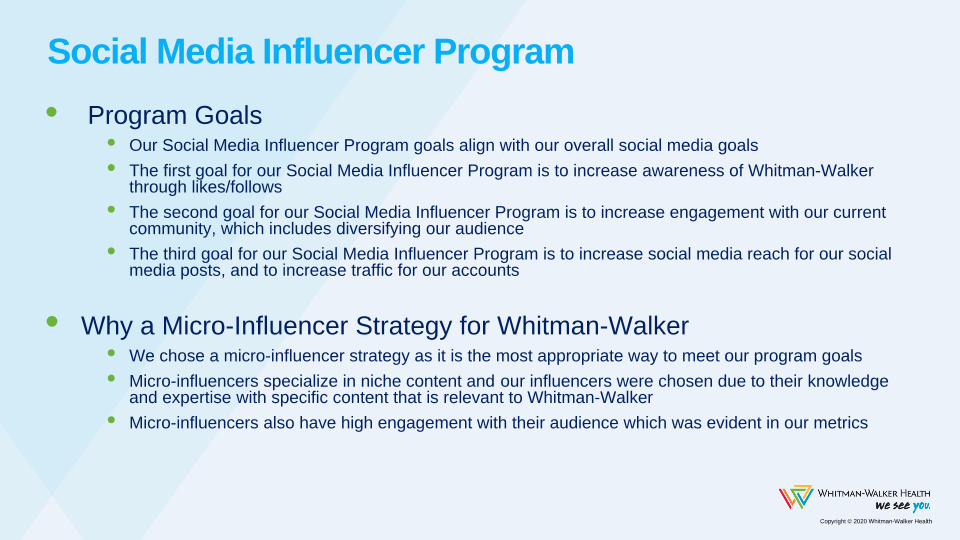 Social Media Influencer Program
• Program Goals
• Our Social Media Influencer Program goals align with our overall social media goals
• The first goal for our Social Media Influencer Program is to increase awareness of Whitman-Walker
through likes/follows
• The second goal for our Social Media Influencer Program is to increase engagement with our current
community, which includes diversifying our audience
• The third goal for our Social Media Influencer Program is to increase social media reach for our social
media posts, and to increase traffic for our accounts
• Why a Micro-Influencer Strategy for Whitman-Walker
• We chose a micro-influencer strategy as it is the most appropriate way to meet our program goals
• Micro-influencers specialize in niche content and our influencers were chosen due to their knowledge
and expertise with specific content that is relevant to Whitman-Walker
• Micro-influencers also have high engagement with their audience which was evident in our metrics
WHITMAN-WALKER HEALTH
we see you.
Copyright © 2020 Whitman-Walker Health